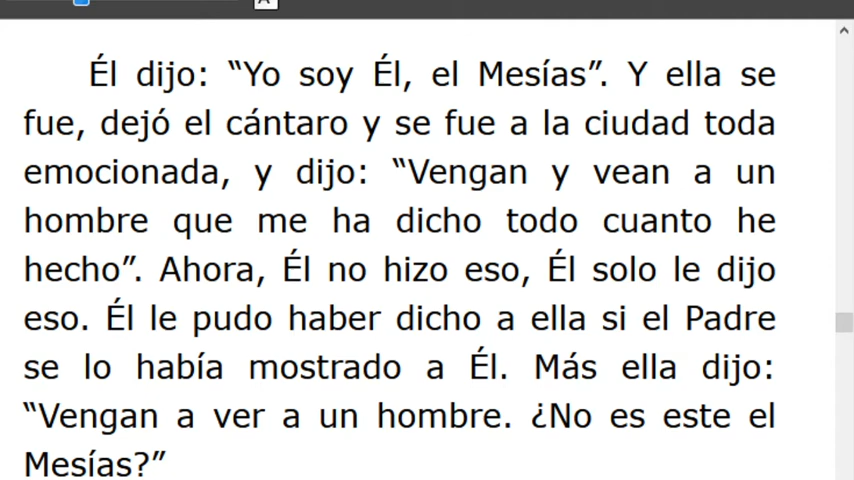 Él dijo: “Yo soy Él, el Mesías”. Y ella se
fue, dejó el cántaro y se fue a la ciudad toda
emocionada, y dijo: “Vengan y vean a un
hombre que me ha dicho todo cuanto he
hecho”. Ahora, Él no hizo eso, Él solo le dijo
eso. Él le pudo haber dicho a ella si el Padre
se lo había mostrado a Él. Más ella dijo:
“Vengan a ver a un hombre. ¿No es este el
Mesías?”